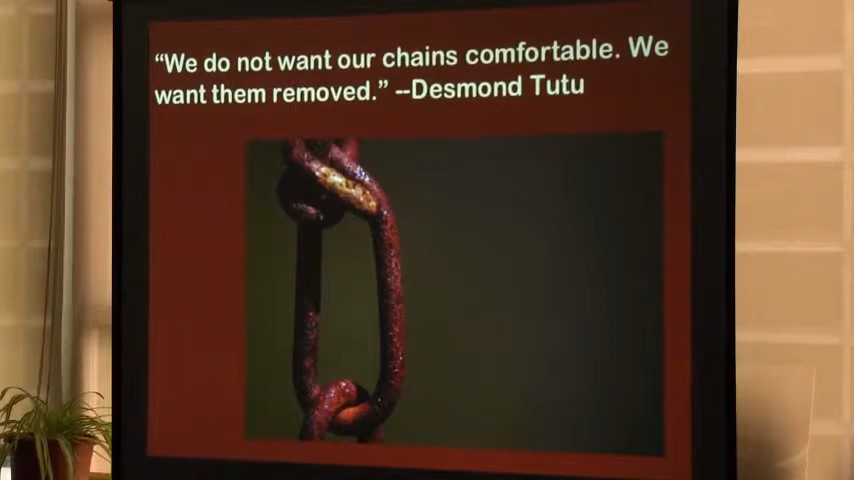 “We do not want our chains comfortable. We
want them removed.” --Desmond Tutu